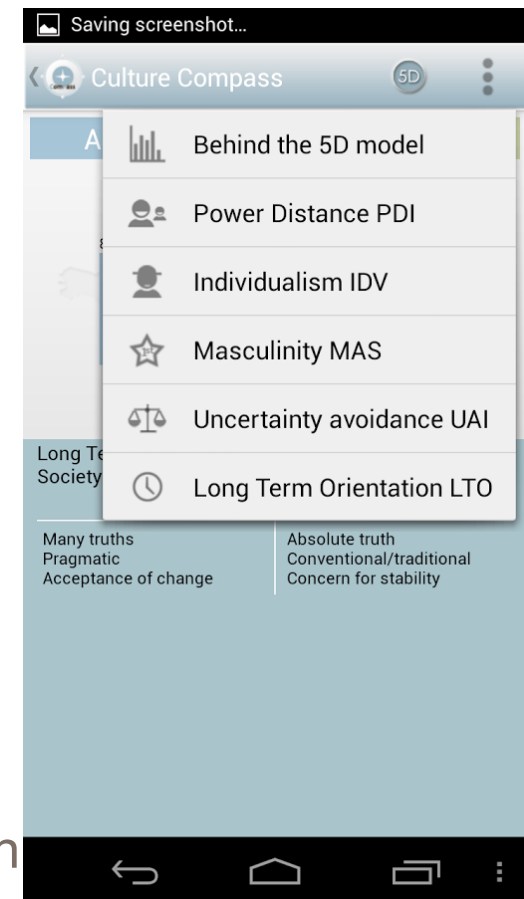 Saving screenshot...
Culture Compass
5D
A
Behind the 5D model
Power Distance PDI
Individualism IDV
Masculinity MAS
Uncertainty avoidance UAI
Long Term Orientation LTO
Long Te
Society
Many truths
Pragmatic
Acceptance of change
Absolute truth
Conventional/traditional
Concern for stability
n